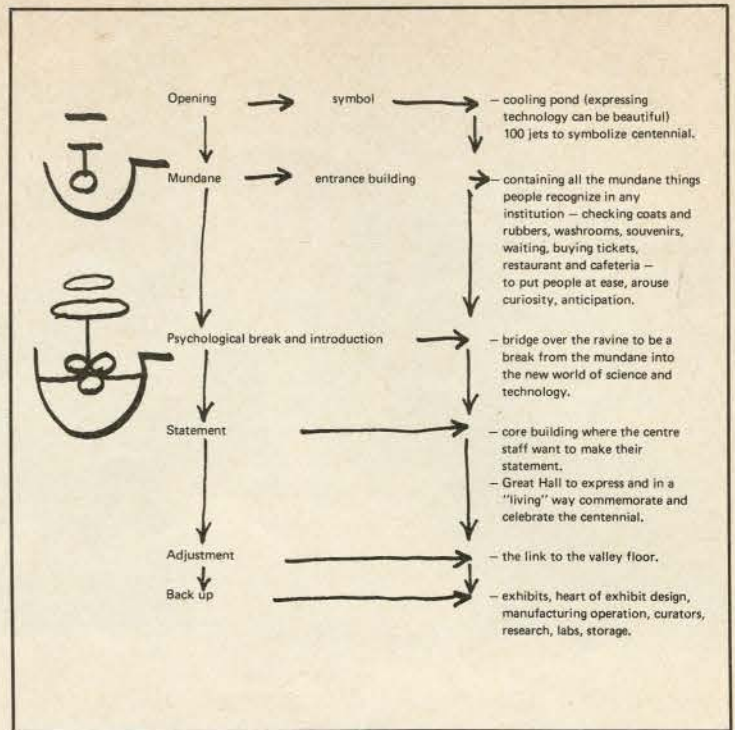 Opening symbol – cooling pond (expressing
technology can be beautiful)
100 jets to symbolize centennial.
Mundane entrance building – containing all the mundane things
people recognize in any
institution – checking coats and
rubbers, washrooms, souvenirs,
waiting, buying tickets,
restaurant and cafeteria –
to put people at ease, arouse
curiosity, anticipation.
Psychological break and introduction – bridge over the ravine to be a
break from the mundane into
the new world of science and
technology.
Statement – core building where the centre
staff want to make their
statement.
– Great Hall to express and in a
"living" way commemorate and
celebrate the centennial.
Adjustment – the link to the valley floor.
Back up – exhibits, heart of exhibit design,
manufacturing operation, curators,
research, labs, storage.